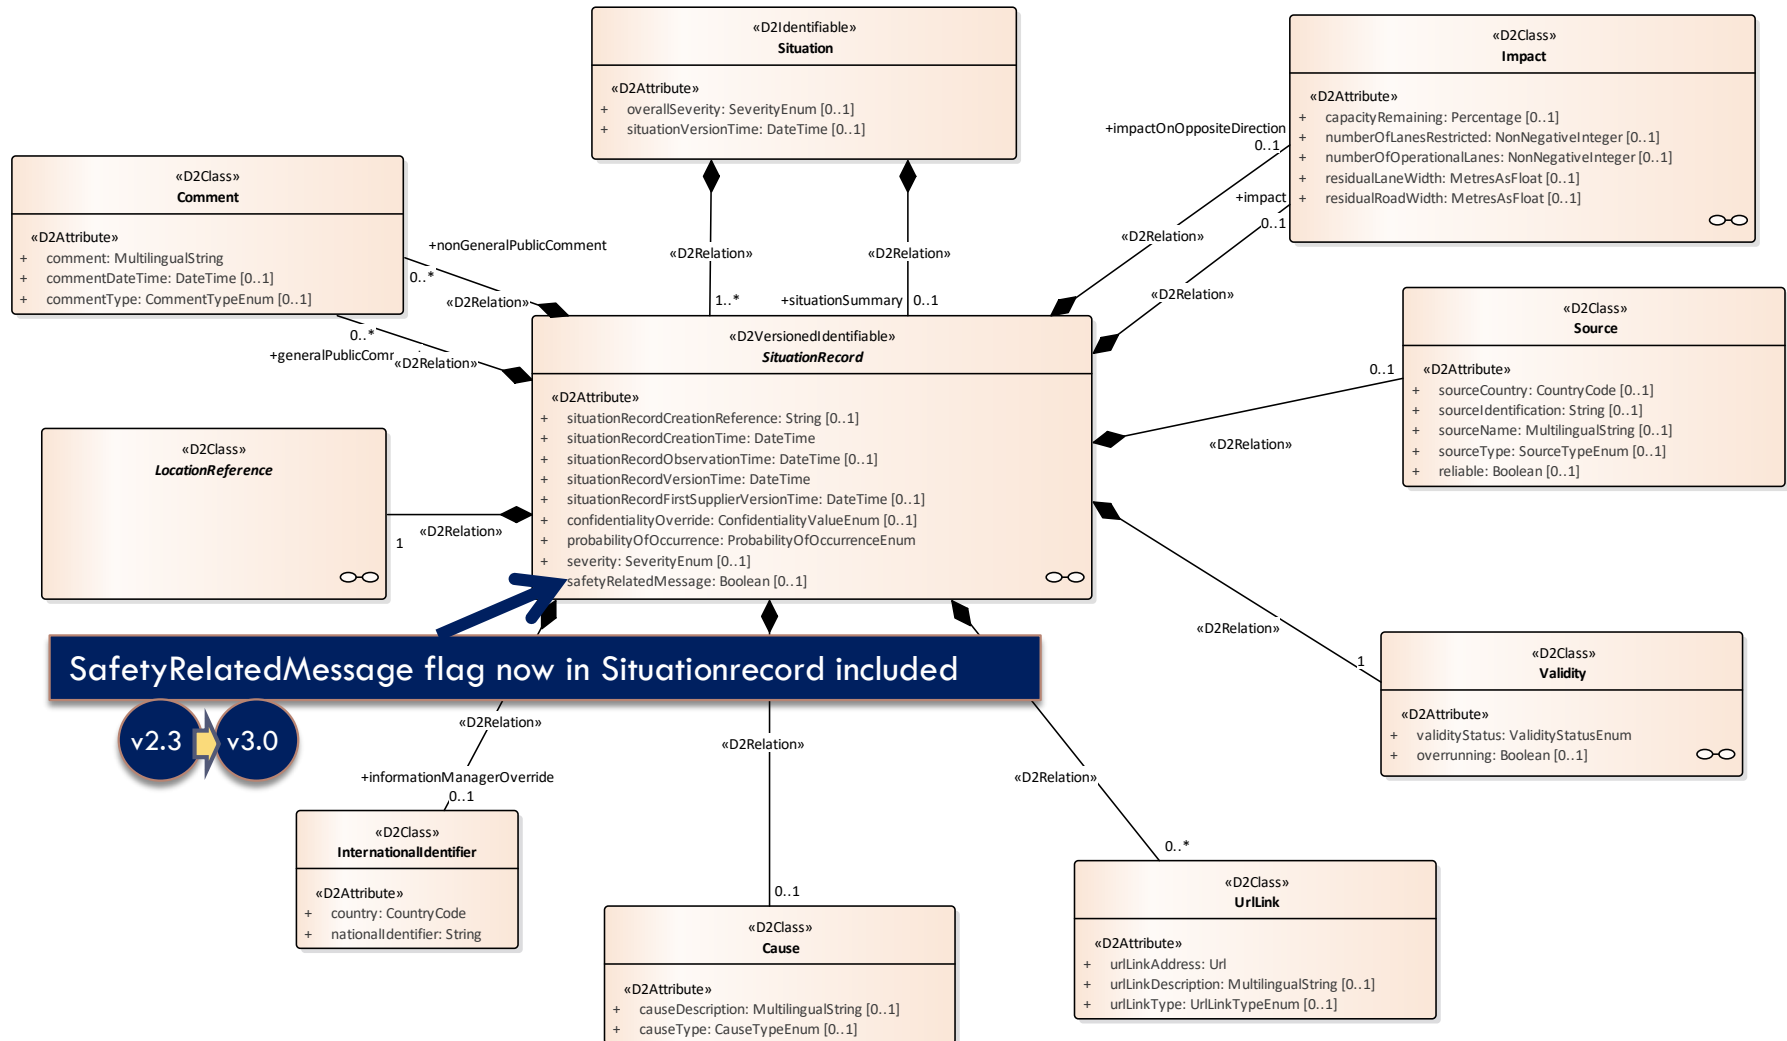 «D2Identifiable»
Situation
«D2Attribute»
+ overallSeverity: SeverityEnum [0..1]
+ situationVersionTime: DateTime [0..1]
«D2Class»
Impact
«D2Attribute»
+ capacityRemaining: Percentage [0..1]
+ numberOfLanesRestricted: NonNegativeInteger [0..1]
+ numberOfOperationalLanes: NonNegativeInteger [0..1]
+ residualLaneWidth: MetresAsFloat [0..1]
+ residualRoadWidth: MetresAsFloat [0..1]
+impactOnOppositeDirection
0..1
+impact
0..1
«D2Relation»
«D2Relation»
«D2Class»
Comment
«D2Attribute»
+ comment: MultilingualString
+ commentDateTime: DateTime [0..1]
+ commentType: CommentTypeEnum [0..1]
+nonGeneralPublicComment
0..*
«D2Relation»
0..*
+generalPublicComr
«D2Relation»
«D2Relation»
1..*
«D2Relation»
+situationSummary
0..1
«D2VersionedIdentifiable»
SituationRecord
«D2Attribute»
+ situationRecordCreationReference: String [0..1]
+ situationRecordCreationTime: DateTime
+ situationRecordObservationTime: DateTime [0..1]
+ situationRecordVersionTime: DateTime
+ situationRecordFirstSupplierVersionTime: DateTime [0..1]
+ confidentialityOverride: ConfidentialityValueEnum [0..1]
+ probabilityOfOccurrence: ProbabilityOfOccurrenceEnum
+ severity: SeverityEnum [0..1]
safetyRelatedMessage: Boolean [0..1]
«D2Class»
Source
«D2Attribute»
+ sourceCountry: CountryCode [0..1]
+ sourceIdentification: String [0..1]
+ sourceName: MultilingualString [0..1]
+ sourceType: SourceTypeEnum [0..1]
+ reliable: Boolean [0..1]
0..1
«D2Relation»
«D2Class»
LocationReference
1
«D2Relation»
«D2Relation»
1
«D2Class»
Validity
«D2Attribute»
+ validityStatus: ValidityStatusEnum
+ overrunning: Boolean [0..1]
SafetyRelatedMessage flag now in Situationrecord included
v2.3
v3.0
«D2Relation»
+informationManagerOverride
0..1
«D2Class»
InternationalIdentifier
«D2Attribute»
+ country: CountryCode
+ nationalIdentifier: String
«D2Relation»
0..1
«D2Class»
Cause
«D2Attribute»
+ causeDescription: MultilingualString [0..1]
+ causeType: CauseTypeEnum [0..1]
«D2Relation»
0..*
«D2Class»
UrlLink
«D2Attribute»
+ urlLinkAddress: Url
+ urlLinkDescription: MultilingualString [0..1]
+ urlLinkType: UrlLinkTypeEnum [0..1]